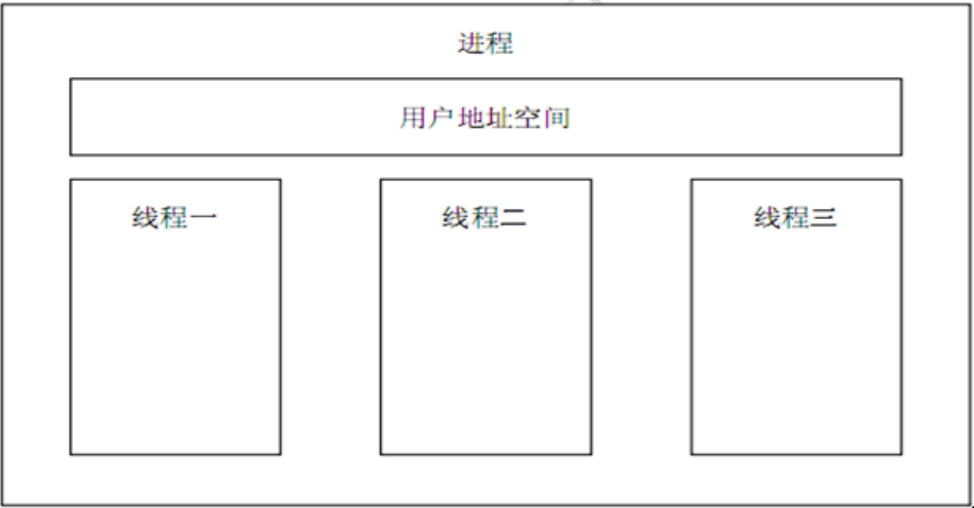 进程
用户地址空间
线程一
线程二
线程三